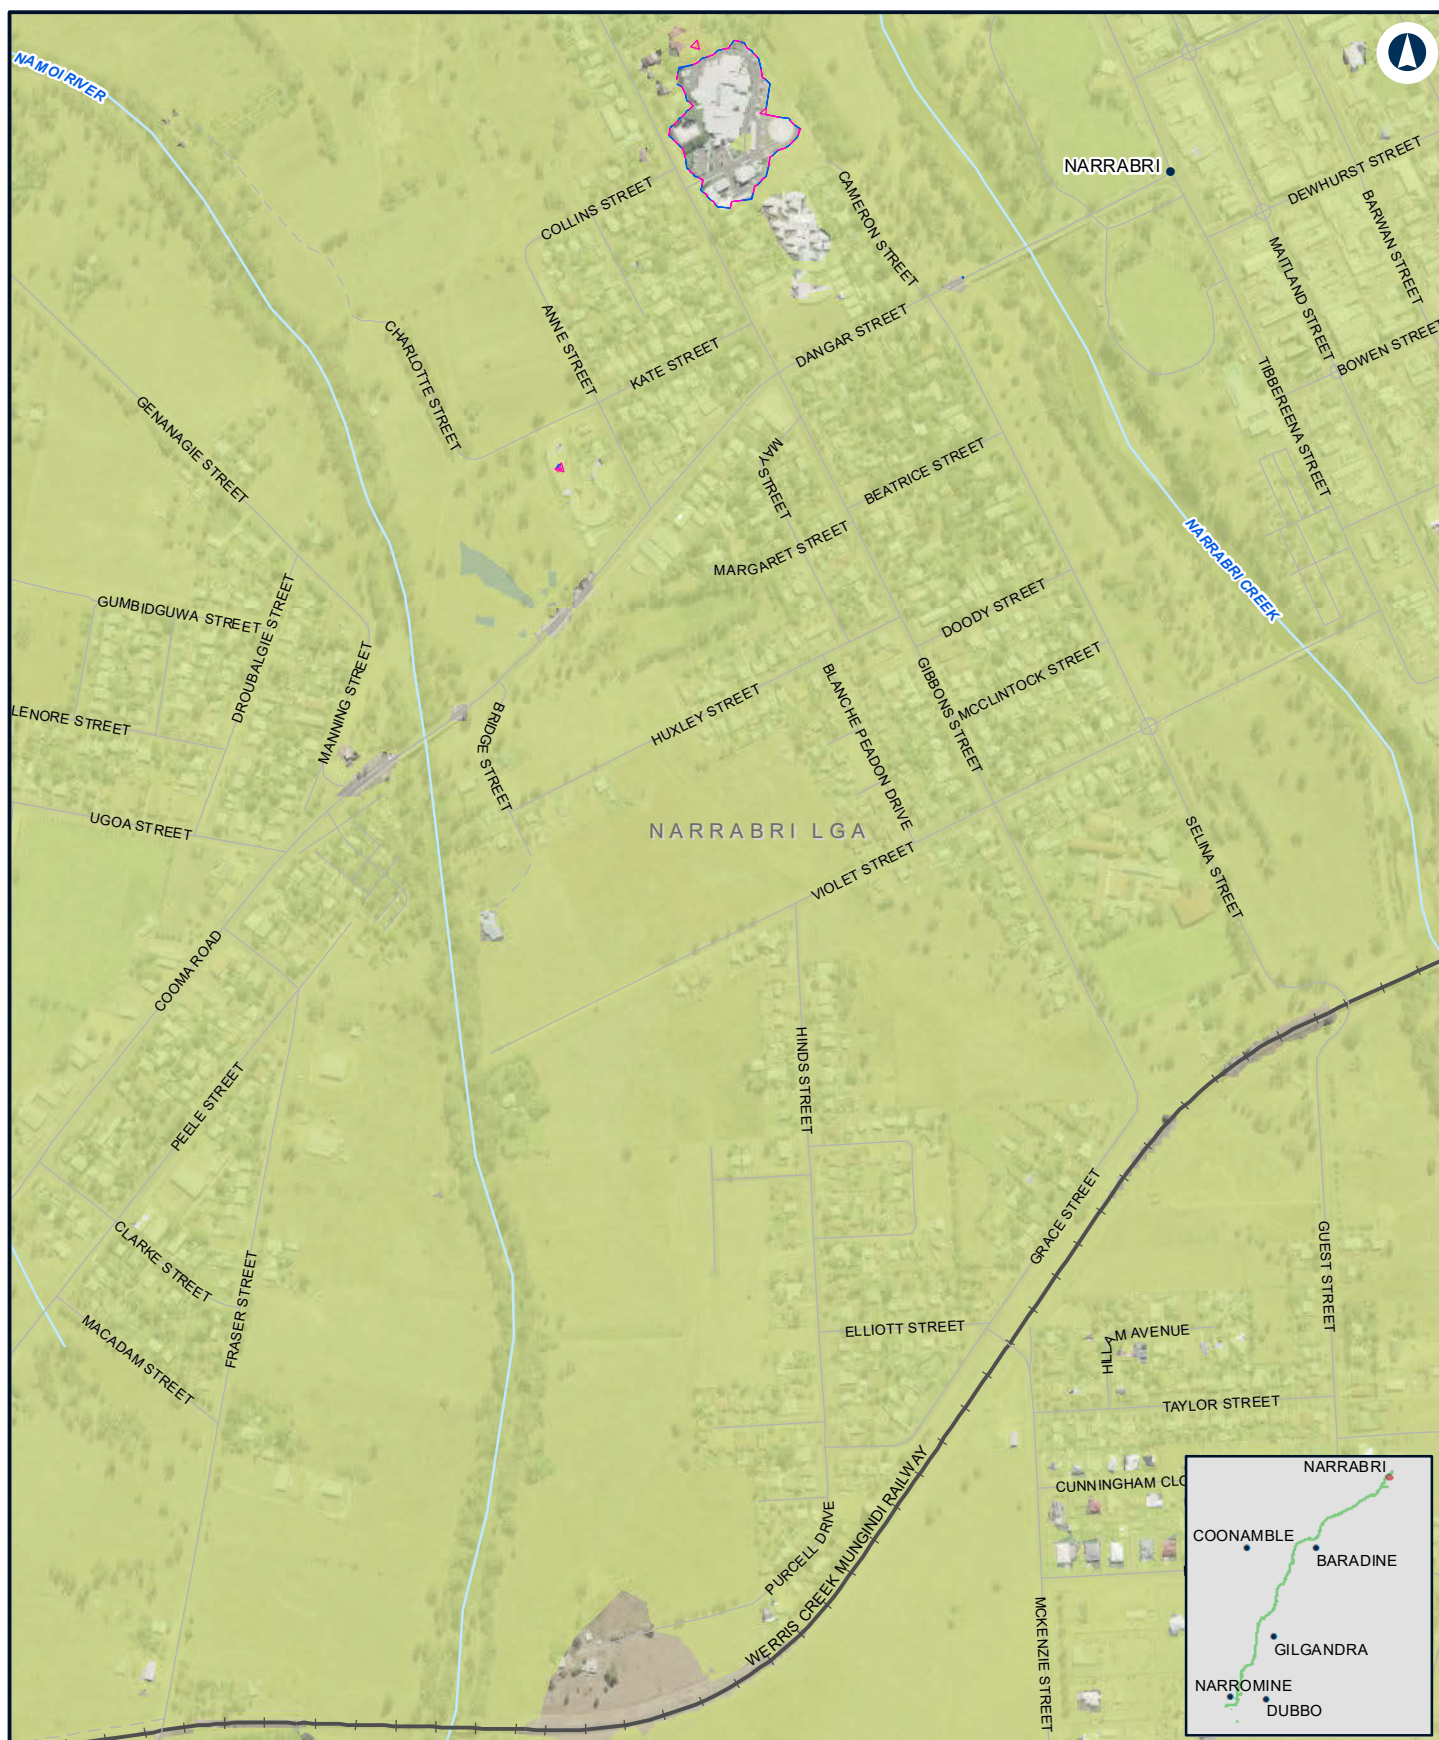 NAMOI RIVER
NARRABRI
DEWHURST STREET
CAMERON STREET
BARWAN STREET
COLLINS STREET
MAITLAND STREET
ANNE STREET
DANGAR STREET
KATE STREET
BOWEN STREET
CHARLOTTE STREET
TIBBEREENA STREET
GENANAGIE STREET
MAY STREET
BEATRICE STREET
MARGARET STREET
NARRABRI CREEK
GUMBIDGUWA STREET
DROUBALGIE STREET
DOODY STREET
MANNING STREET
GIBBONS STREET
MCCLINTOCK STREET
BLANCHE PEADON DRIVE
HUXLEY STREET
BRIDGE STREET
LENORE STREET
UGOA STREET
NARRABRI LGA
SELINA STREET
VIOLET STREET
COOMA ROAD
HINDS STREET
PEELE STREET
GRACE STREET
CLARKE STREET
FRASER STREET
GUEST STREET
MACADAM STREET
ELLIOTT STREET
HILLAM AVENUE
TAYLOR STREET
WERRIS CREEK MUNGINDI RAILWAY
CUNNINGHAM CLO
PURCELL DRIVE
MCKENZIE STREET
NARRABRI
COONAMBLE
BARADINE
GILGANDRA
NARROMINE
DUBBO